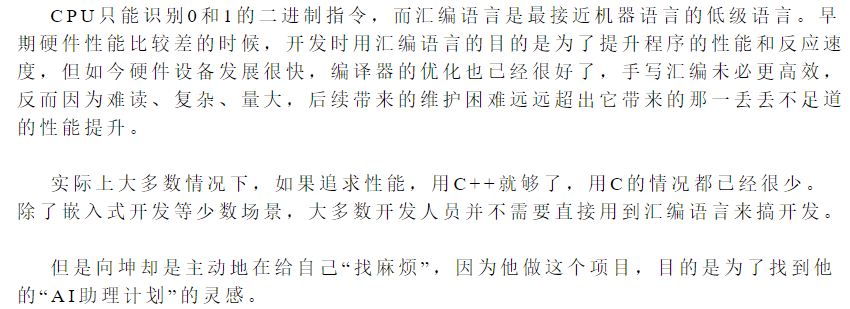 CPU只能识别0和1的二进制指令，而汇编语言是最接近机器语言的低级语言。早
期硬件性能比较差的时候，开发时用汇编语言的目的是为了提升程序的性能和反应速
度，但如今硬件设备发展很快，编译器的优化也已经很好了，手写汇编未必更高效，
反而因为难读、复杂、量大，后续带来的维护困难远远超出它带来的那一丢丢不足道
的性能提升。
实际上大多数情况下，如果追求性能，用C++就够了，用C的情况都已经很少。
除了嵌入式开发等少数场景，大多数开发人员并不需要直接用到汇编语言来搞开发。
但是向坤却是主动地在给自己“找麻烦”，因为他做这个项目，目的是为了找到他
的“AI助理计划”的灵感。